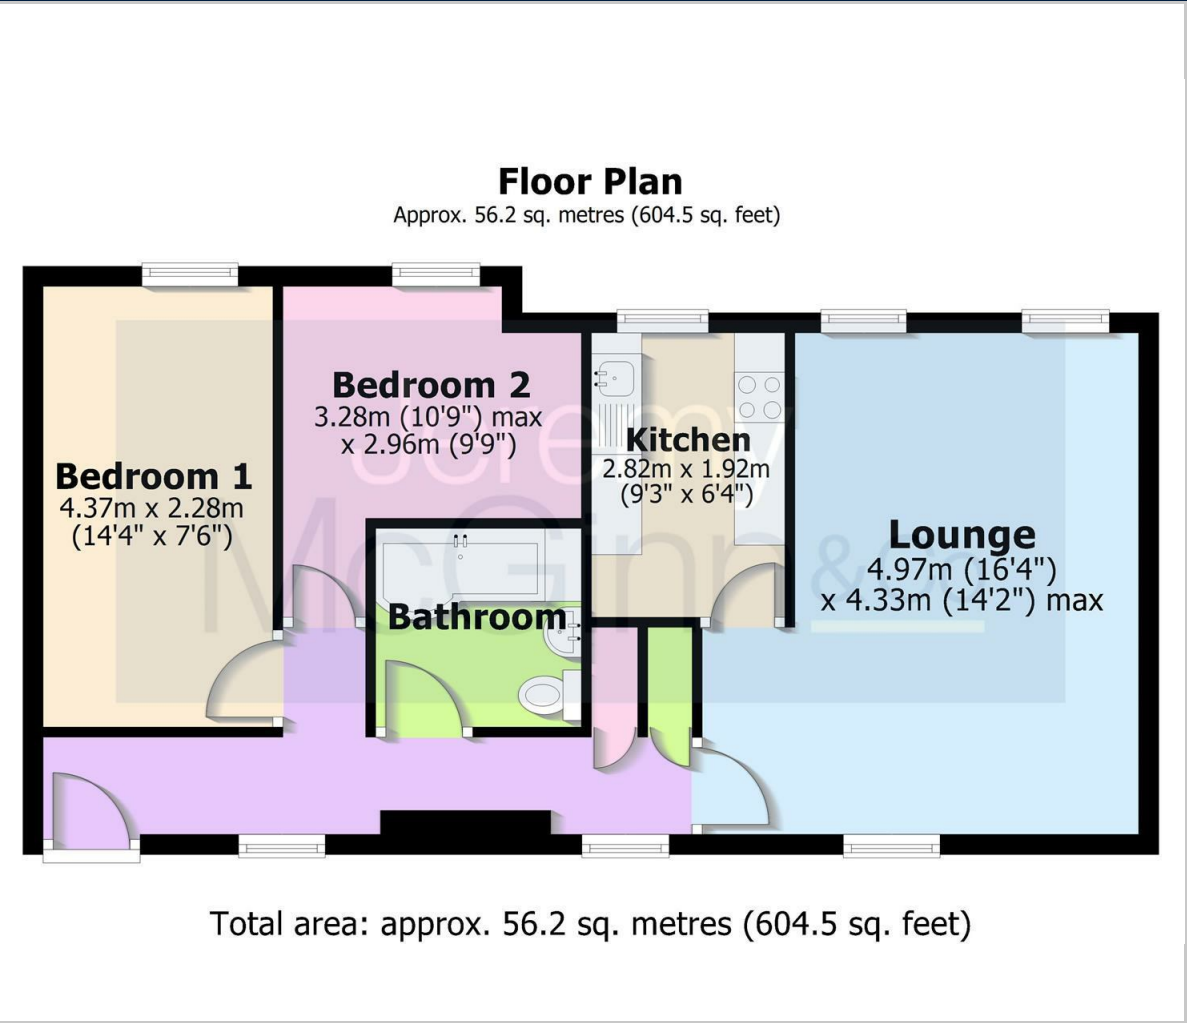 Floor Plan
Approx. 56.2 sq. metres (604.5 sq. feet)
Bedroom 1
4.37m x 2.28m
(14'4" x 7'6")
Bedroom 2
3.28m (10'9") max
x 2.96m (9'9")
Kitchen
2.82m x 1.92m
(9'3" x 6'4")
Lounge
4.97m (16'4")
x 4.33m (14'2") max
Bathroom
Jeremy
McGinn & Co
Total area: approx. 56.2 sq. metres (604.5 sq. feet)